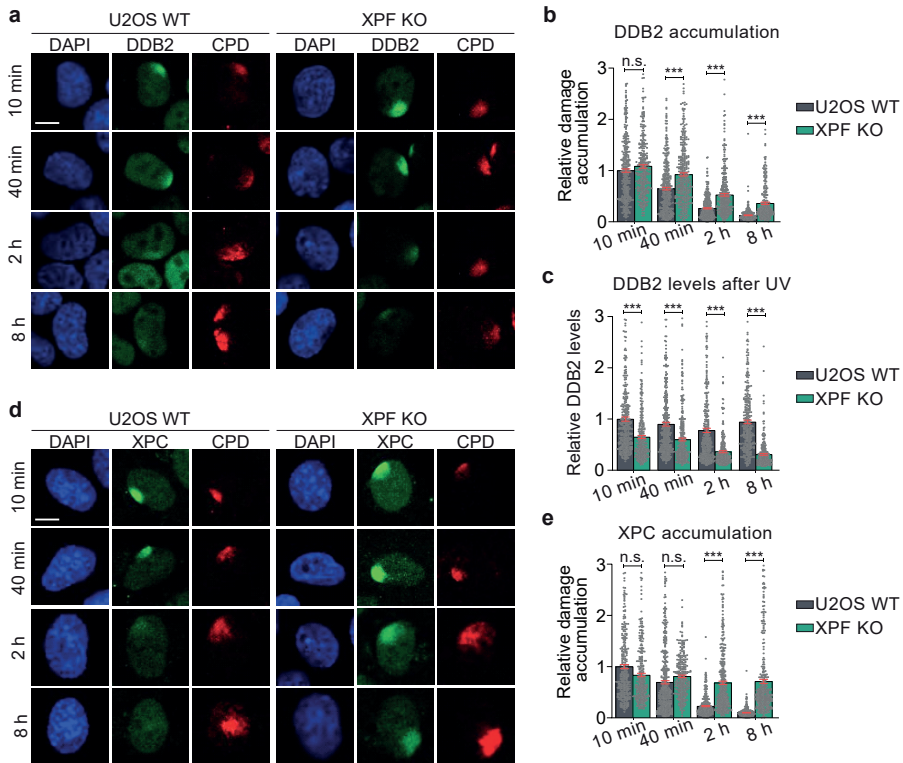 a
U2OS WT
XPF KO
DAPI
DDB2
CPD
DAPI
DDB2
CPD
10 min
40 min
2 h
8 h
b
DDB2 accumulation
Relative damage
accumulation
3
2
1
0
n.s.
***
***
***
10 min
40 min
2 h
8 h
U2OS WT
XPF KO
c
DDB2 levels after UV
Relative DDB2 levels
3
2
1
0
***
***
***
***
10 min
40 min
2 h
8 h
U2OS WT
XPF KO
d
U2OS WT
XPF KO
DAPI
XPC
CPD
DAPI
XPC
CPD
10 min
40 min
2 h
8 h
e
XPC accumulation
Relative damage
accumulation
3
2
1
0
n.s.
n.s.
***
***
10 min
40 min
2 h
8 h
U2OS WT
XPF KO